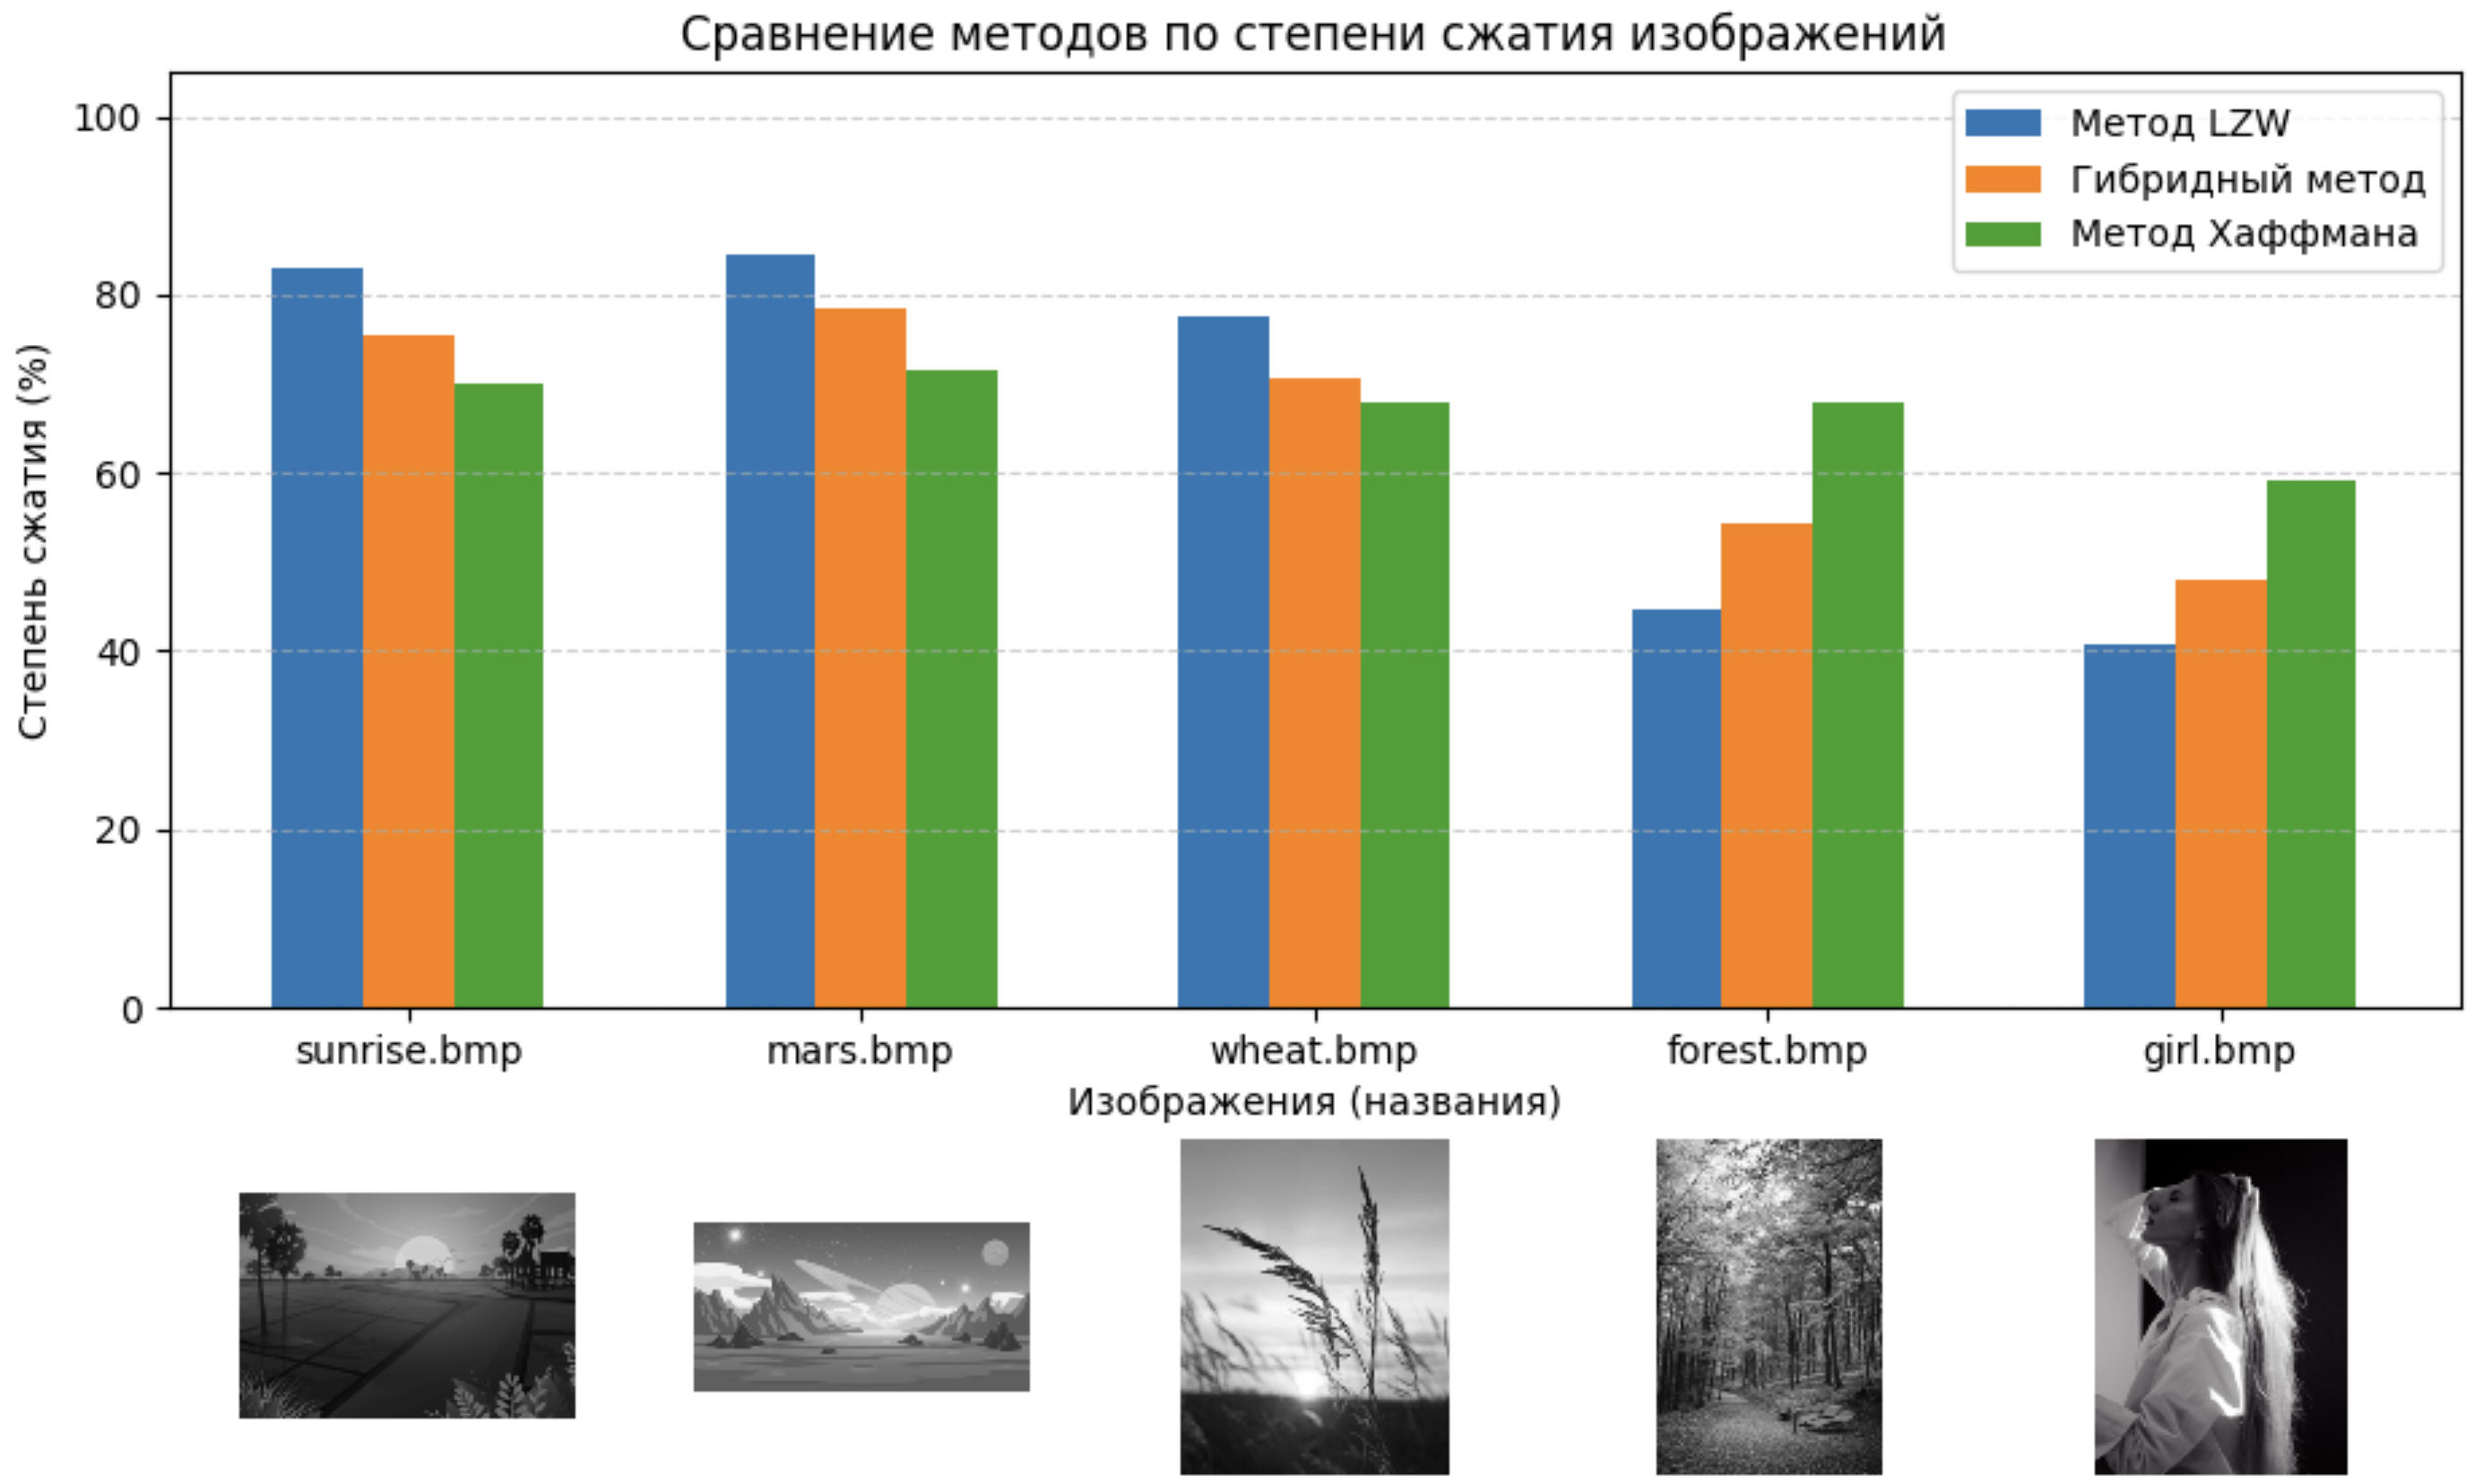 Сравнение методов по степени сжатия изображений
Степень сжатия (%)
100
80
60
40
20
0
Метод LZW
Гибридный метод
Метод Хаффмана
sunrise.bmp
mars.bmp
wheat.bmp
forest.bmp
girl.bmp
Изображения (названия)